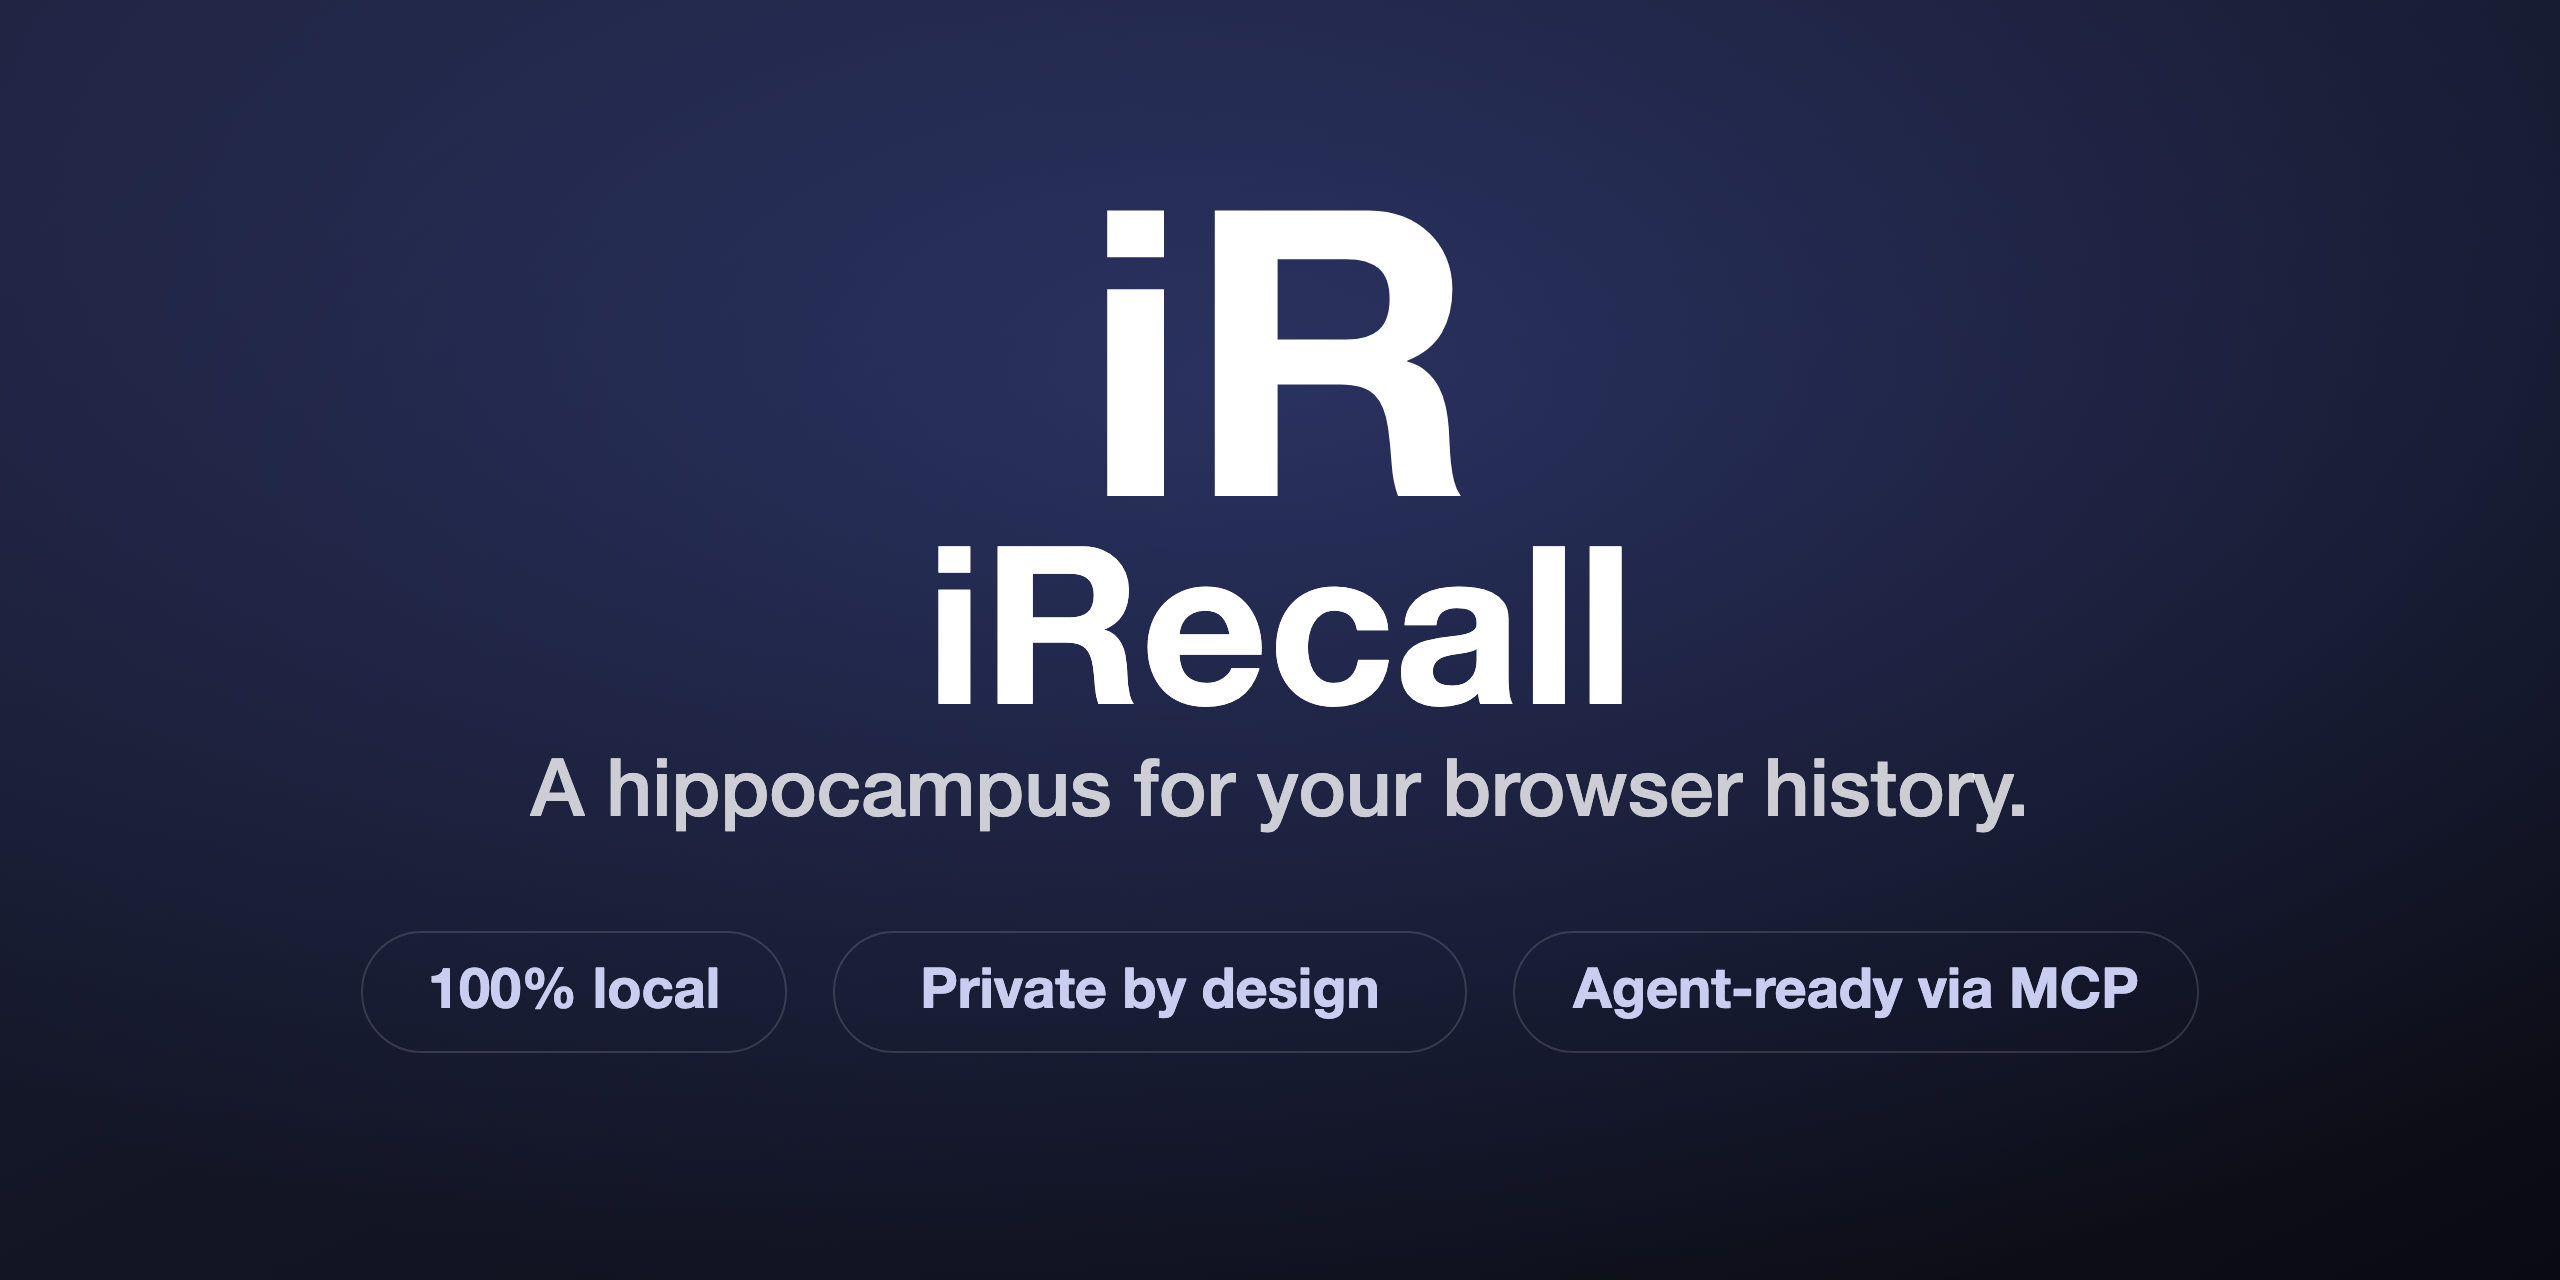 iR
iRecall
A hippocampus for your browser history.
100% local
Private by design
Agent-ready via MCP